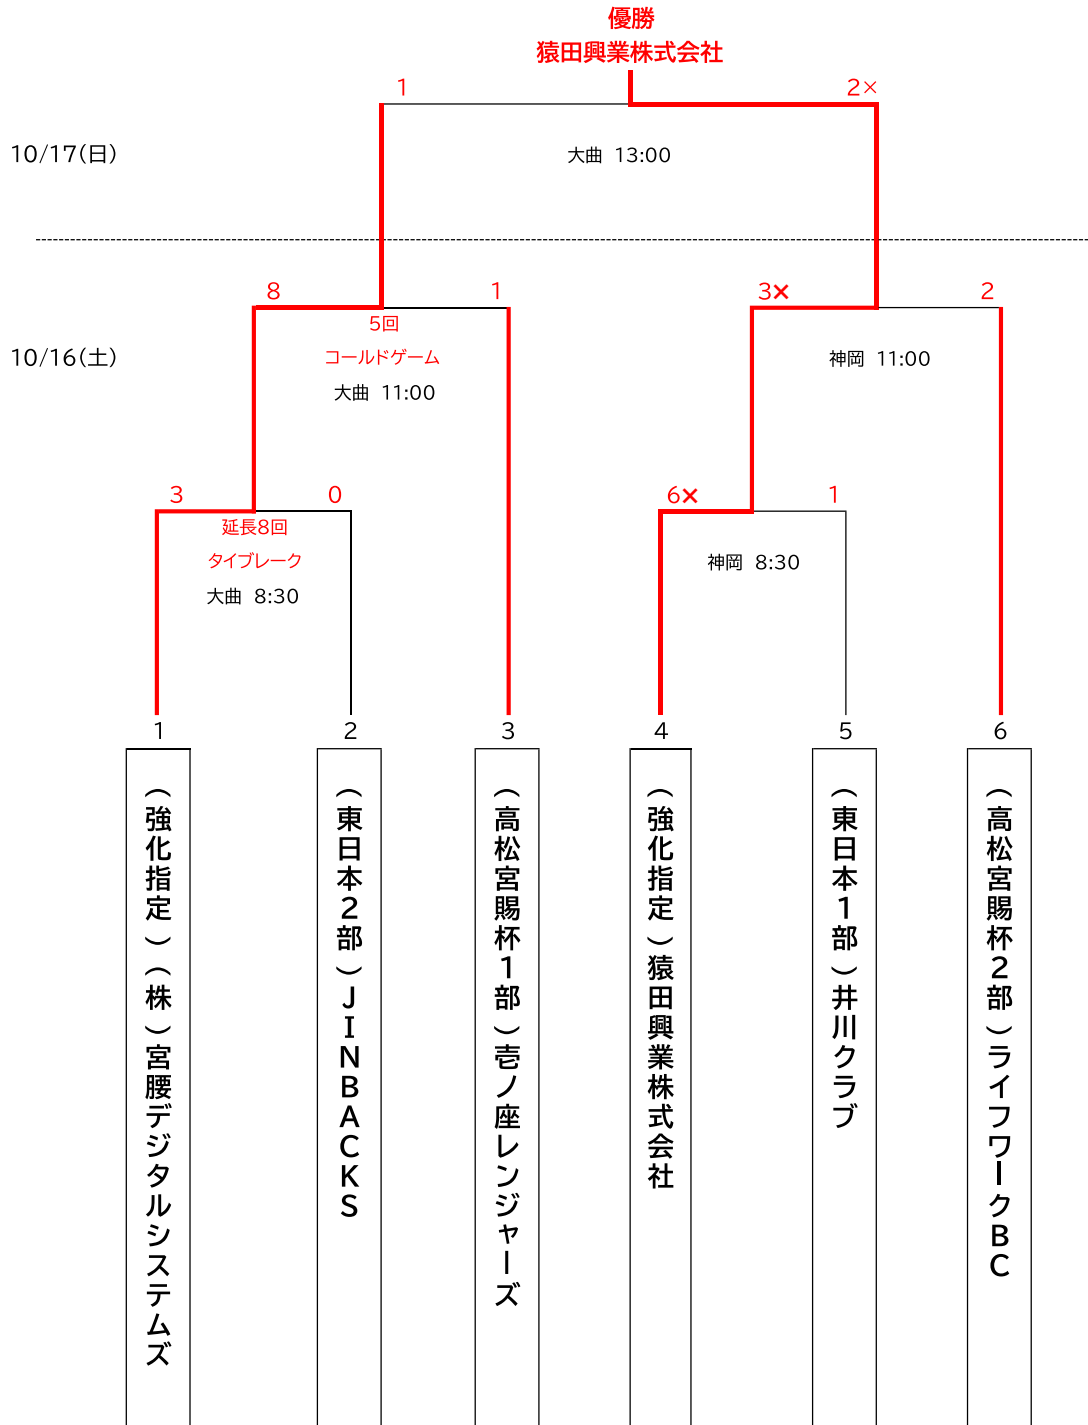 優勝
猿田興業株式会社
1
2×
10/17(日)
大曲 13:00
8
1
3×
2
5回
コールドゲーム
大曲 11:00
10/16(土)
神岡 11:00
3
0
6×
1
延長8回
タイブレーク
大曲 8:30
神岡 8:30
1
2
3
4
5
6
(強化指定)(株)宮腰デジタルシステムズ
(東日本2部)JINBACKS
(高松宮賜杯1部)壱ノ座レンジャーズ
(強化指定)猿田興業株式会社
(東日本1部)井川クラブ
(高松宮賜杯2部)ライフワークBC